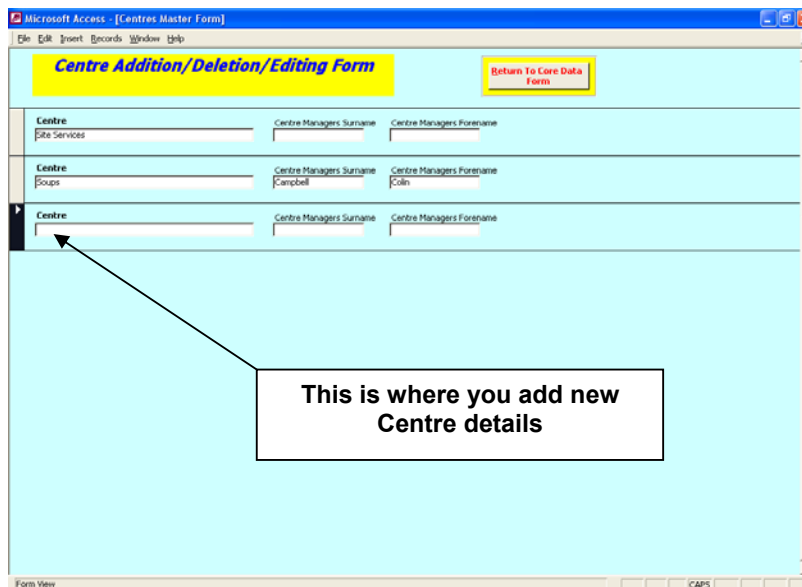 Microsoft Access - [Centres Master Form]
File Edit Insert Records Window Help
Centre Addition/Deletion/Editing Form
Return To Core Data
Form
Centre Centre Managers Surname Centre Managers Forename
Site Services
Centre Centre Managers Surname Centre Managers Forename
Soups Campbell Colin
Centre Centre Managers Surname Centre Managers Forename
This is where you add new
Centre details
Form View CAPS